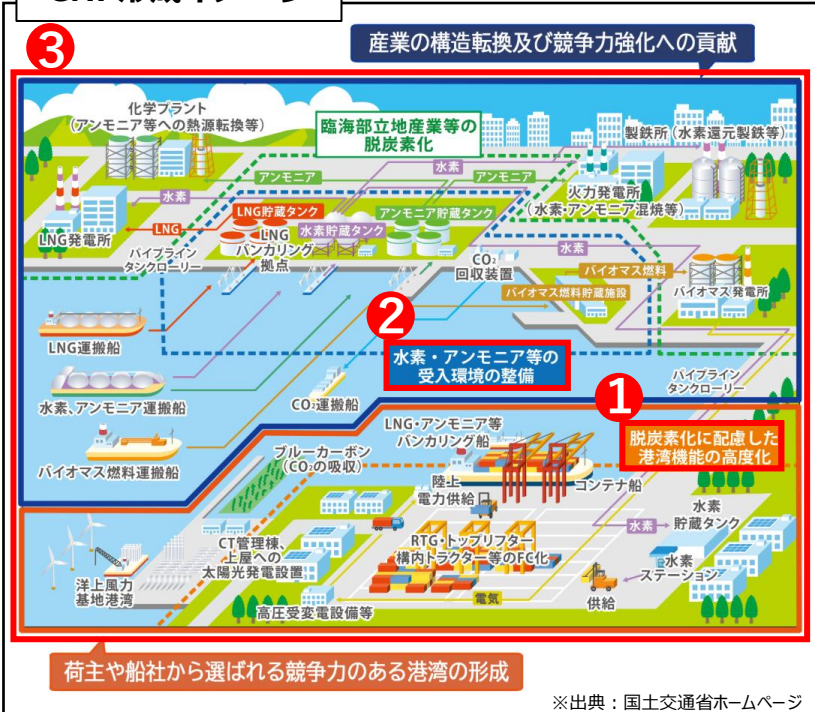 産業の構造転換及び競争力強化への貢献
3
化学プラント
(アンモニア等への熱源転換等)
臨海部立地産業等の
脱炭素化
製鉄所(水素還元製鉄等)
水素
アンモニア
アンモニア
水素
火力発電所
(水素・アンモニア混焼等)
LNG貯蔵タンク
アンモニア貯蔵タンク
水素貯蔵タンク
LNG
LNG
バンカリング
拠点
LNG発電所
パイプライン
タンクローリー
CO2
回収装置
水素
バイオマス燃料
バイオマス燃料貯蔵施設
バイオマス発電所
2
LNG運搬船
水素・アンモニア等の
受入環境の整備
水素、アンモニア運搬船
CO2運搬船
パイプライン
タンクローリー
1
LNG・アンモニア等
バンカリング船
脱炭素化に配慮した
港湾機能の高度化
バイオマス燃料運搬船
ブルーカーボン
(CO2の吸収)
陸上
電力供給口
コンテナ船
水素
貯蔵タンク
水素
CT管理棟、
上屋への
太陽光発電設置
RTG・トップリフター
構内トラクター等のFC化
水素
ステーション
洋上風力
基地港湾
高圧受変電設備等
電気
供給
荷主や船社から選ばれる競争力のある港湾の形成
※出典:国土交通省ホームページ